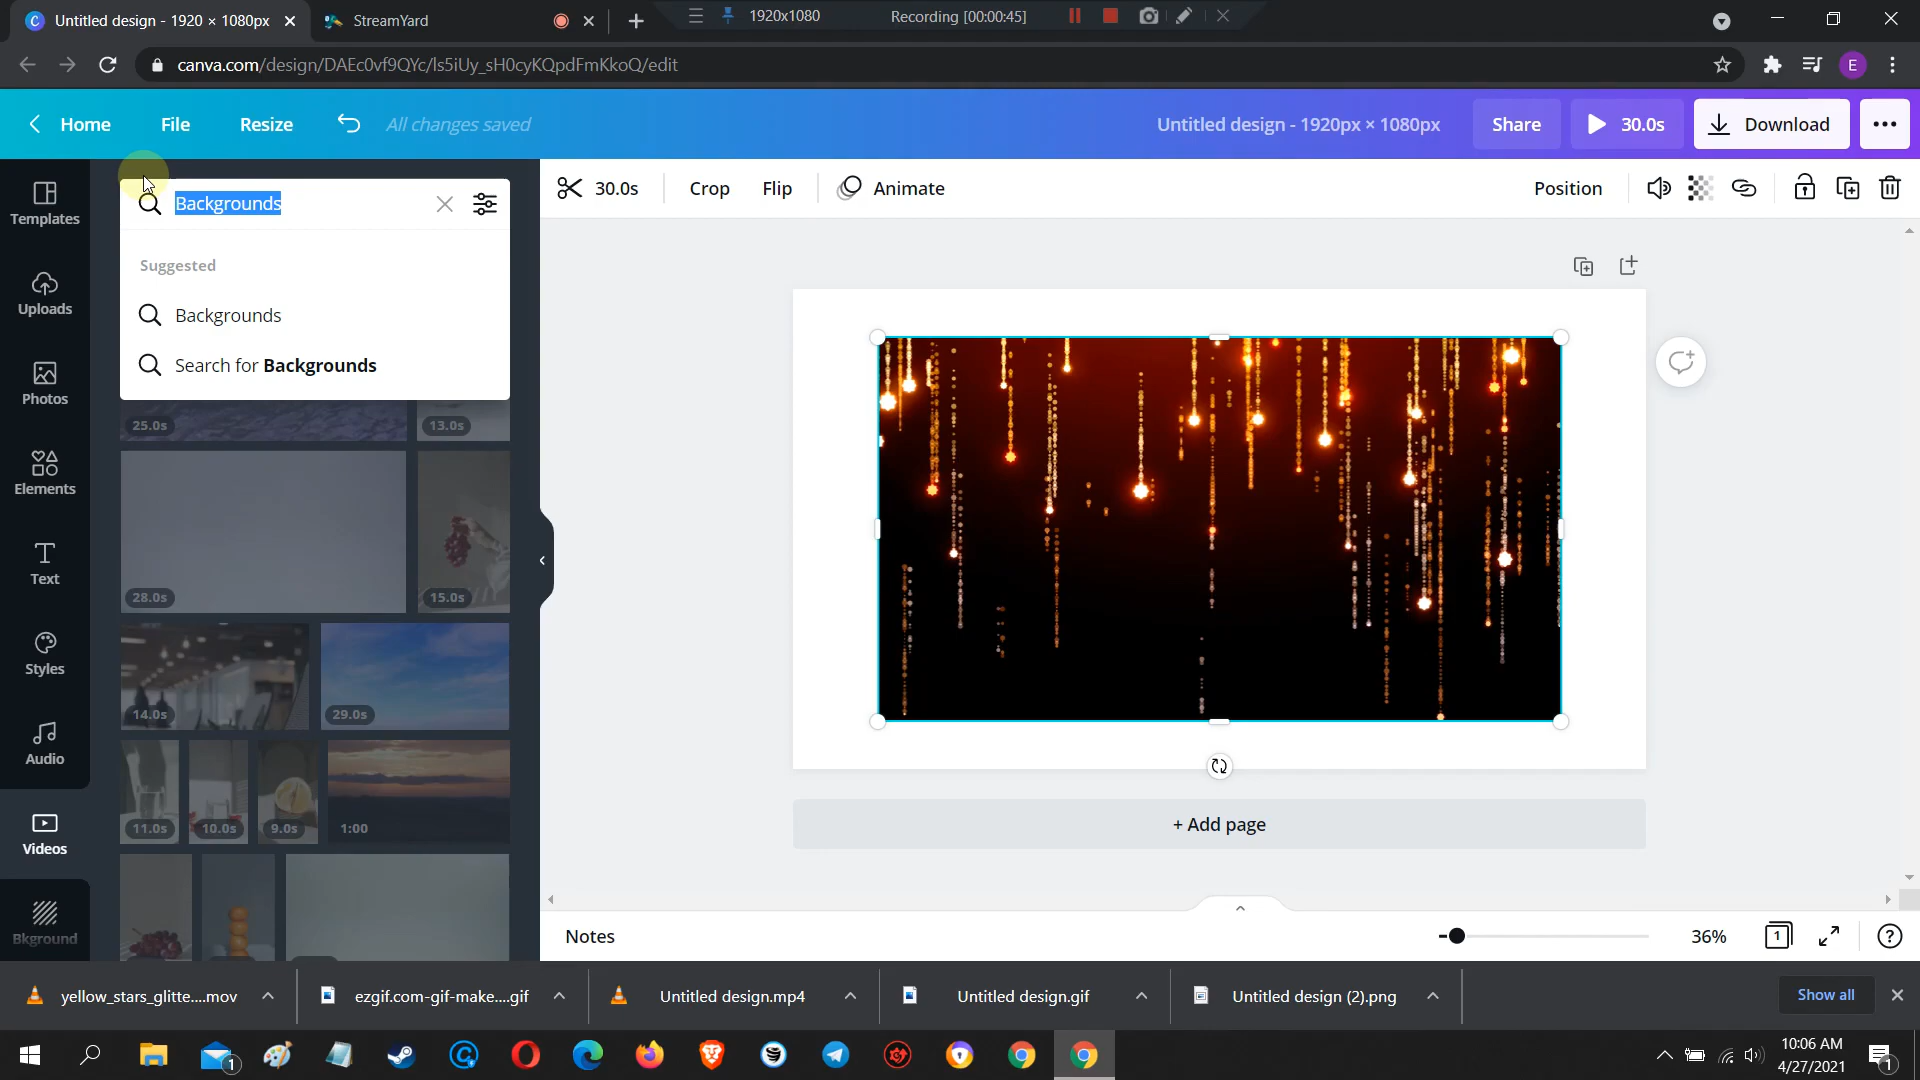 Untitled design - 1920 × 1080px
StreamYard
1920x1080
Recording [00:00:45]
canva.com/design/DAEc0vf9QYc/ls5iUy_sH0cyKQpdFmKkoQ/edit
E
Home
File
Resize
All changes saved
Untitled design - 1920px × 1080px
Share
30.0s
Download
Templates
Uploads
Photos
Elements
Text
Styles
Audio
Videos
Bkground
Backgrounds
Suggested
Backgrounds
Search for Backgrounds
25.0s
13.0s
28.0s
15.0s
14.0s
29.0s
11.0s
10.0s
9.0s
1:00
30.0s
Crop
Flip
Animate
Position
+ Add page
Notes
36%
1
yellow_stars_glitte....mov
ezgif.com-gif-make....gif
Untitled design.mp4
Untitled design.gif
Untitled design (2).png
Show all
1
10:06 AM
4/27/2021
1